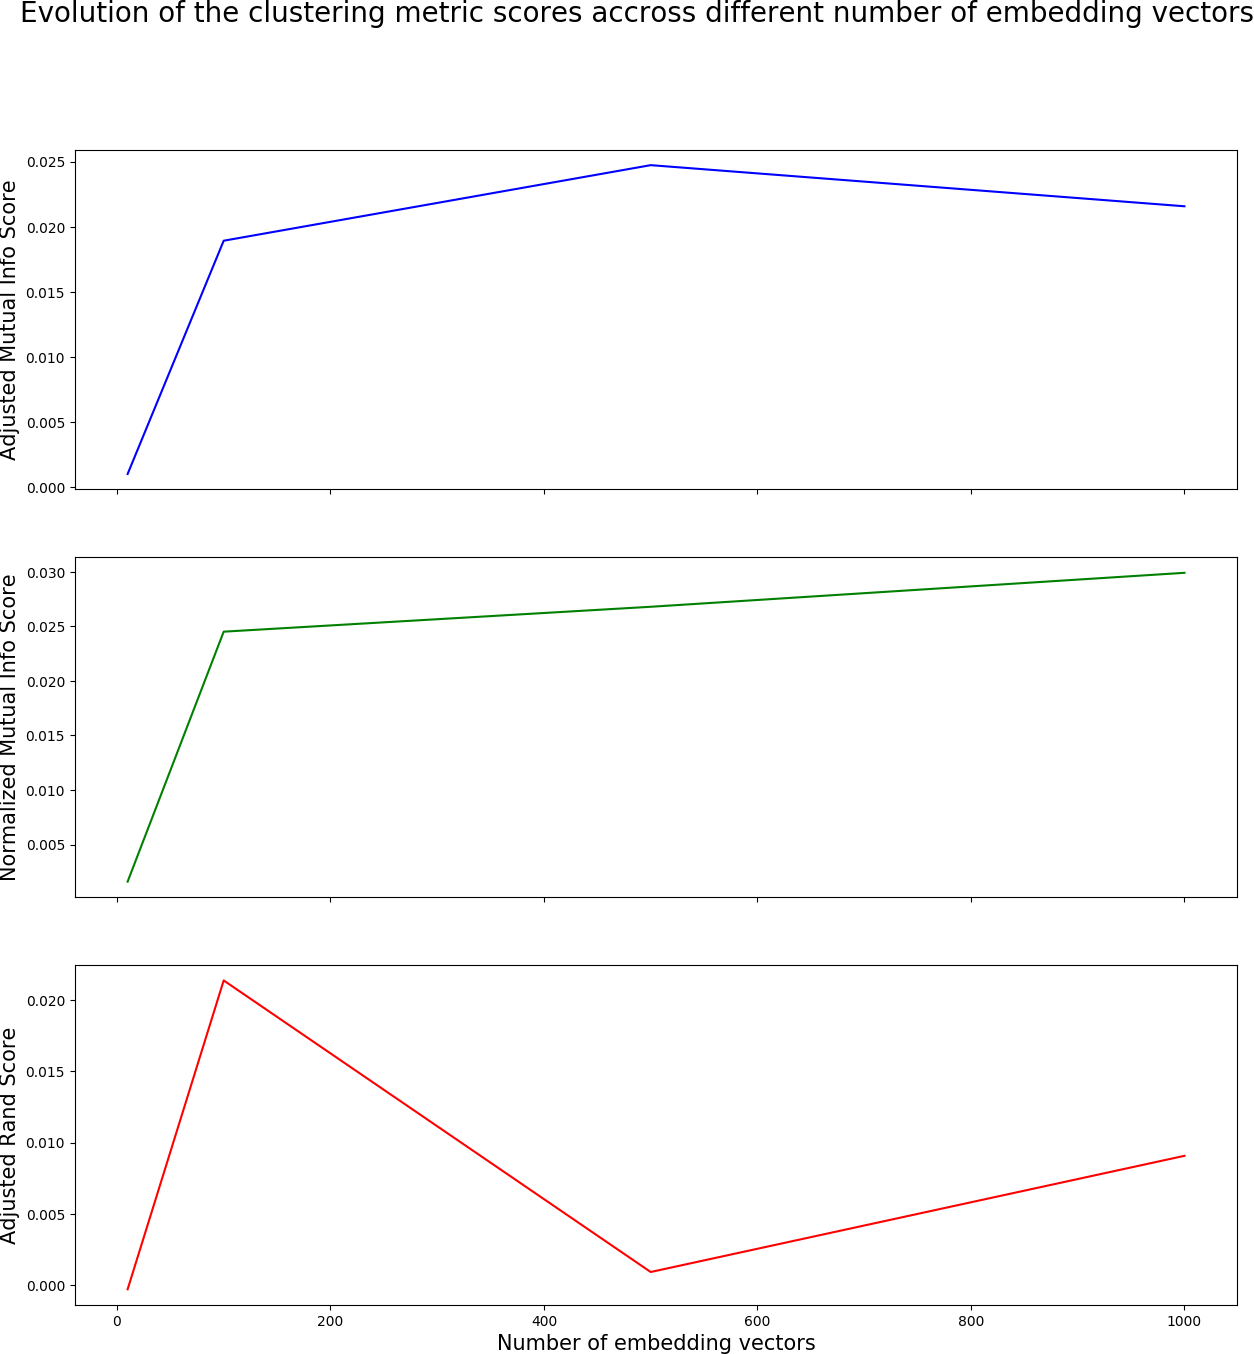 Evolution of the clustering metric scores accross different number of embedding vectors
Adjusted Mutual Info Score
0.025
0.020
0.015
0.010
0.005
0.000
Normalized Mutual Info Score
0.030
0.025
0.020
0.015
0.010
0.005
Adjusted Rand Score
0.020
0.015
0.010
0.005
0.000
0 200 400 600 800 1000
Number of embedding vectors